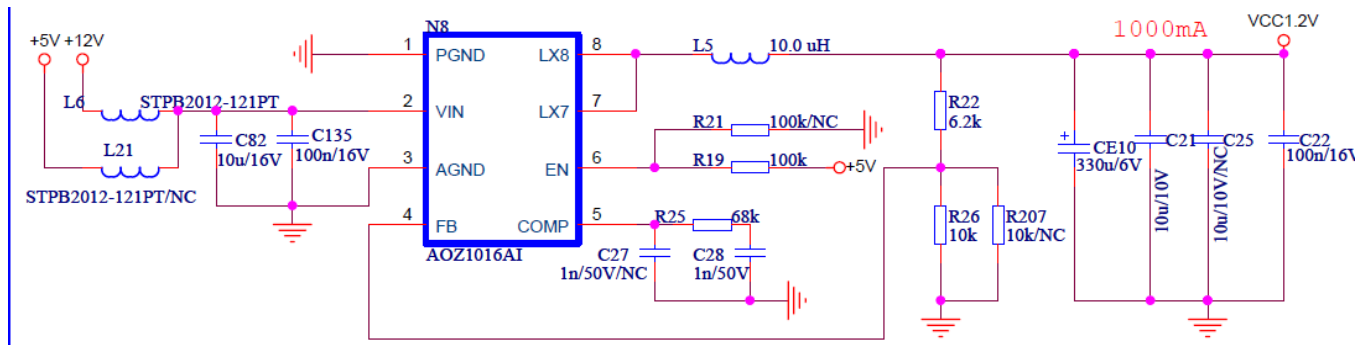 +5V +12V
L6
STPB2012-121PT
L21
STPB2012-121PT/NC
C82
10u/16V
C135
100n/16V
N8
1
PGND
LX8
8
2
VIN
LX7
7
3
AGND
EN
6
4
FB
COMP
5
AOZ1016AI
L5
10.0 uH
R21
100k/NC
R19
100k
+5V
R25
68k
C27
1n/50V/NC
C28
1n/50V
R22
6.2k
R26
10k
R207
10k/NC
1000mA
VCC1.2V
+
CE10
330u/6V
C21
10u/10V
C25
10u/10V/NC
C22
100n/16V